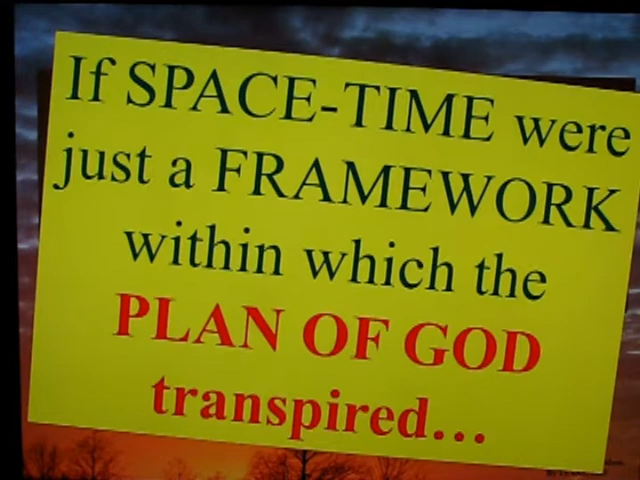 If SPACE-TIME were
just a FRAMEWORK
within which the
PLAN OF GOD
transpired...